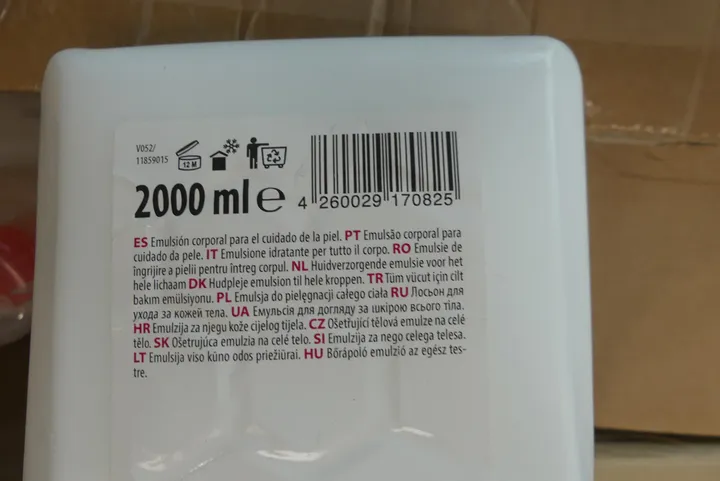 V052/
11859015
12 M
2000 ml ℮
4 260029 170825
ES Emulsión corporal para el cuidado de la piel. PT Emulsão corporal para
cuidado da pele. IT Emulsione idratante per tutto il corpo. RO Emulsie de
îngrijire a pielii pentru întreg corpul. NL Huidverzorgende emulsie voor het
hele lichaam DK Hudpleje emulsion til hele kroppen. TR Tüm vücut için cilt
bakım emülsiyonu. PL Emulsja do pielęgnacji całego ciała RU Лосьон для
ухода за кожей тела. UA Емульсія для догляду за шкірою всього тіла.
HR Emulzija za njegu kože cijelog tijela. CZ Ošetřující tělová emulze na celé
tělo. SK Ošetrujúca emulzia na celé telo. SI Emulzija za nego celega telesa.
LT Emulsija viso kūno odos priežiūrai. HU Bőrápoló emulzió az egész tes-
tre.